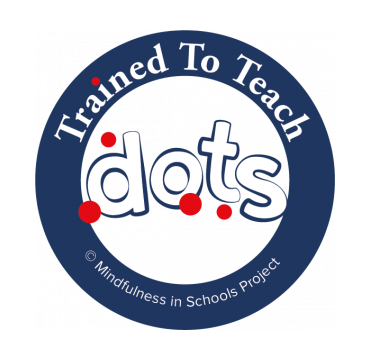 Trained To Teach
.dots
© Mindfulness in Schools Project